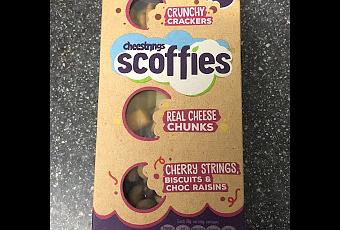 CRUNCHY
CRACKERS
cheestrings
scoffies
REAL CHEESE
CHUNKS
CHERRY STRINGS,
BISCUITS &
CHOC RAISINS